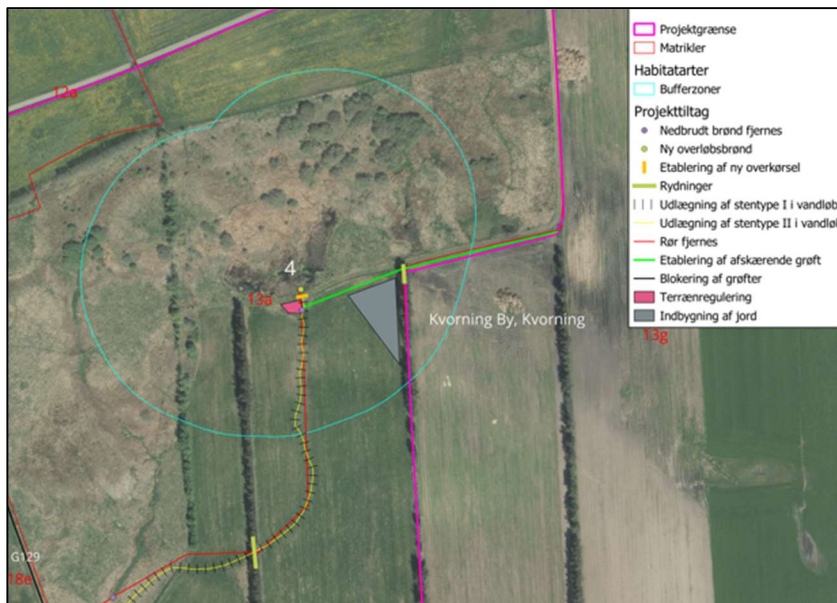 Projektgrænse
Matrikler
Habitatarter
Bufferzoner
Projekttiltag
Nedbrudt brønd fjernes
Ny overløbsbrønd
Etablering af ny overkørsel
Rydninger
Udlægning af stentype I i vandløb
Udlægning af stentype II i vandløb
Rør fjernes
Etablering af afskærende grøft
Blokering af grøfter
Terrænregulering
Indbygning af jord
12a
4
13a
Kvorning By, Kvorning
13g
G129
18e